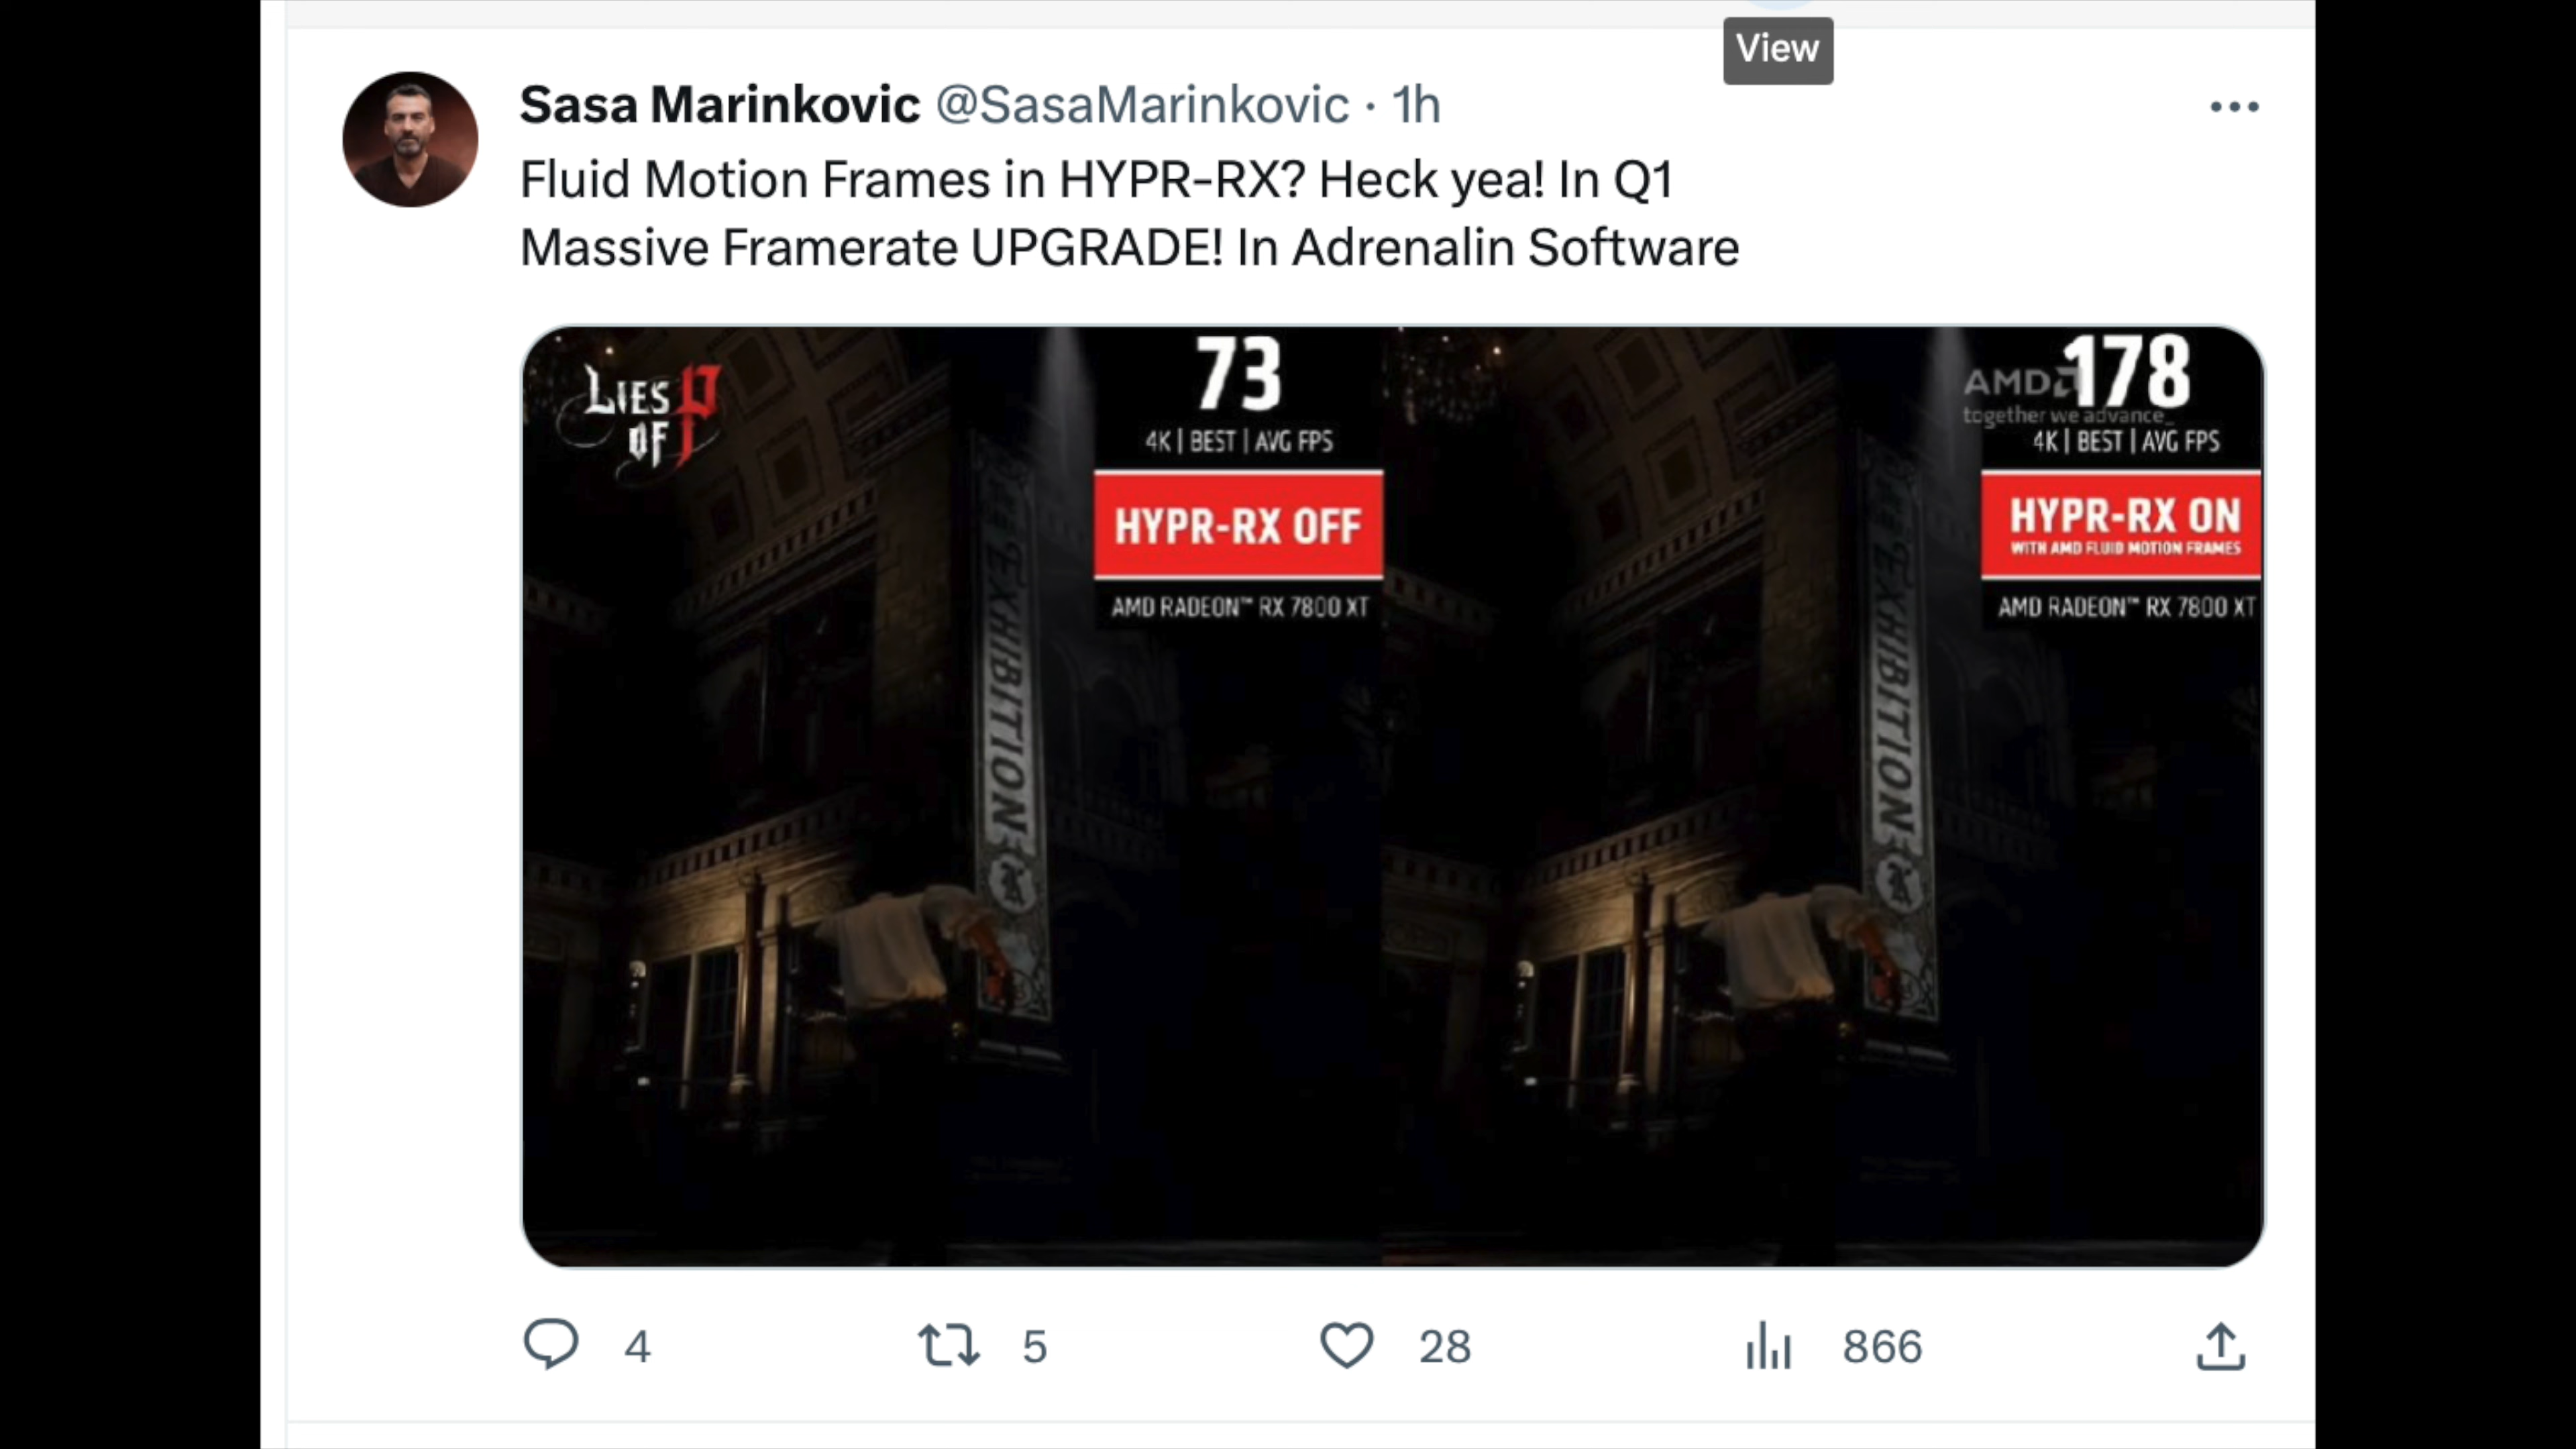 View
Sasa Marinkovic @SasaMarinkovic · 1h
Fluid Motion Frames in HYPR-RX? Heck yea! In Q1
Massive Framerate UPGRADE! In Adrenalin Software
LIES
OF P
73
4K | BEST | AVG FPS
HYPR-RX OFF
AMD RADEON™ RX 7800 XT
EXHIBITION
178
AMD
together we advance_
4K | BEST | AVG FPS
HYPR-RX ON
WITH AMD FLUID MOTION FRAMES
AMD RADEON™ RX 7800 XT
EXHIBITION
4 5 28 866